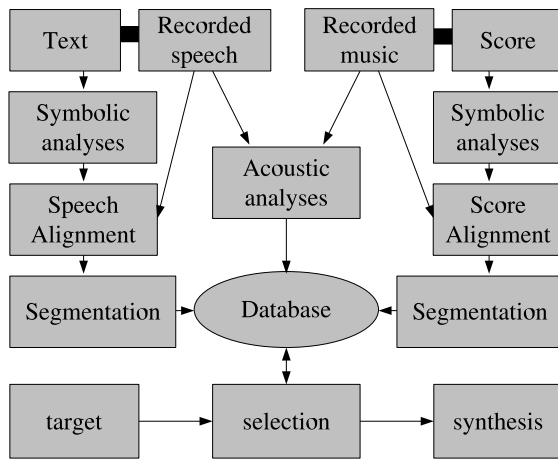 Text
Recorded
speech
Recorded
music
Score
Symbolic
analyses
Symbolic
analyses
Acoustic
analyses
Speech
Alignment
Score
Alignment
Segmentation
Database
Segmentation
target
selection
synthesis